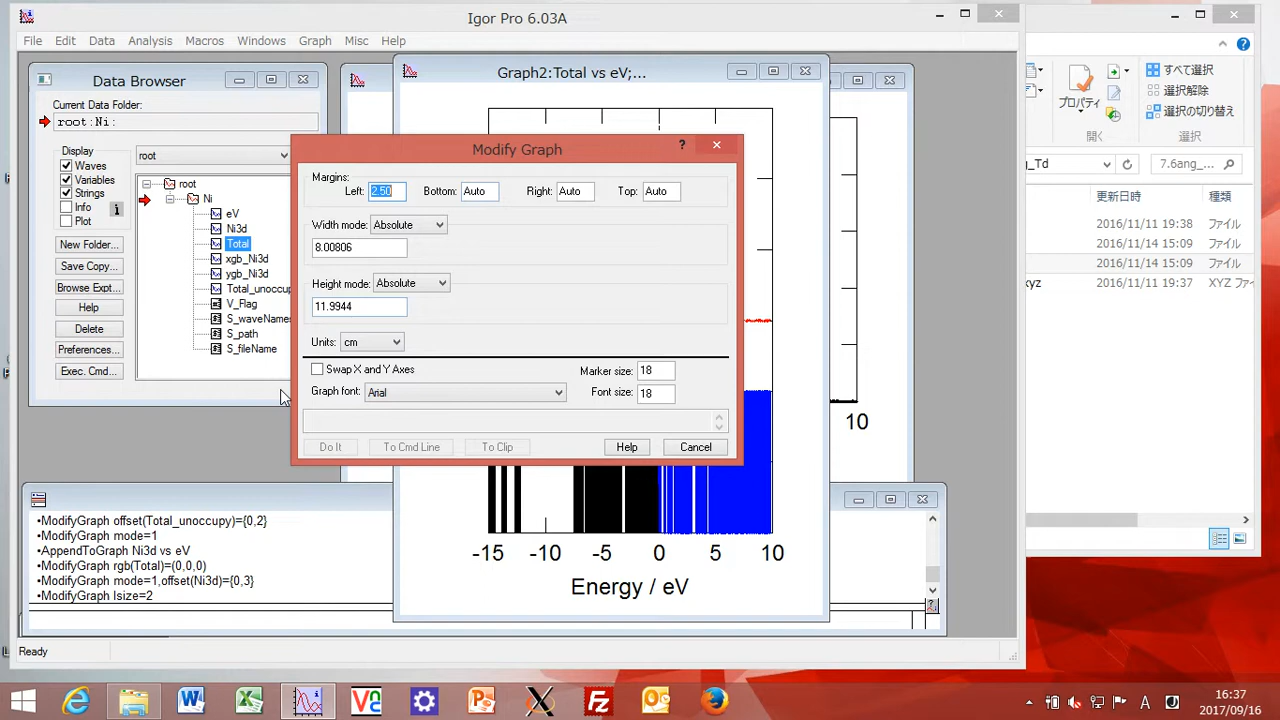 Igor Pro 6.03A
File Edit Data Analysis Macros Windows Graph Misc Help
Data Browser
Current Data Folder:
root:Ni:
Display
Waves
Variables
Strings
Info
Plot
New Folder...
Save Copy...
Browse Expt...
Help
Delete
Preferences...
Exec. Cmd...
root
root
Ni
eV
Ni3d
Total
xgb_Ni3d
ygb_Ni3d
Total_unoccup
V_Flag
S_waveNames
S_path
S_fileName
Graph2:Total vs eV;...
Modify Graph
?
Margins:
Left: 2.50 Bottom: Auto Right: Auto Top: Auto
Width mode: Absolute
8.00806
Height mode: Absolute
11.9944
Units: cm
Swap X and Y Axes
Marker size: 18
Graph font: Arial
Font size: 18
Do It To Cmd Line To Clip Help Cancel
-15 -10 -5 0 5 10
Energy / eV
10
•ModifyGraph offset(Total_unoccupy)={0,2}
•ModifyGraph mode=1
•AppendToGraph Ni3d vs eV
•ModifyGraph rgb(Total)=(0,0,0)
•ModifyGraph mode=1,offset(Ni3d)={0,3}
•ModifyGraph lsize=2
Ready
プロパティ
開く
すべて選択
選択解除
選択の切り替え
選択
_Td
7.6ang_...
更新日時 種類
2016/11/11 19:38 ファイル
2016/11/14 15:09 ファイル
2016/11/14 15:09 ファイル
xyz 2016/11/11 19:37 XYZ ファイ
A
16:37
2017/09/16